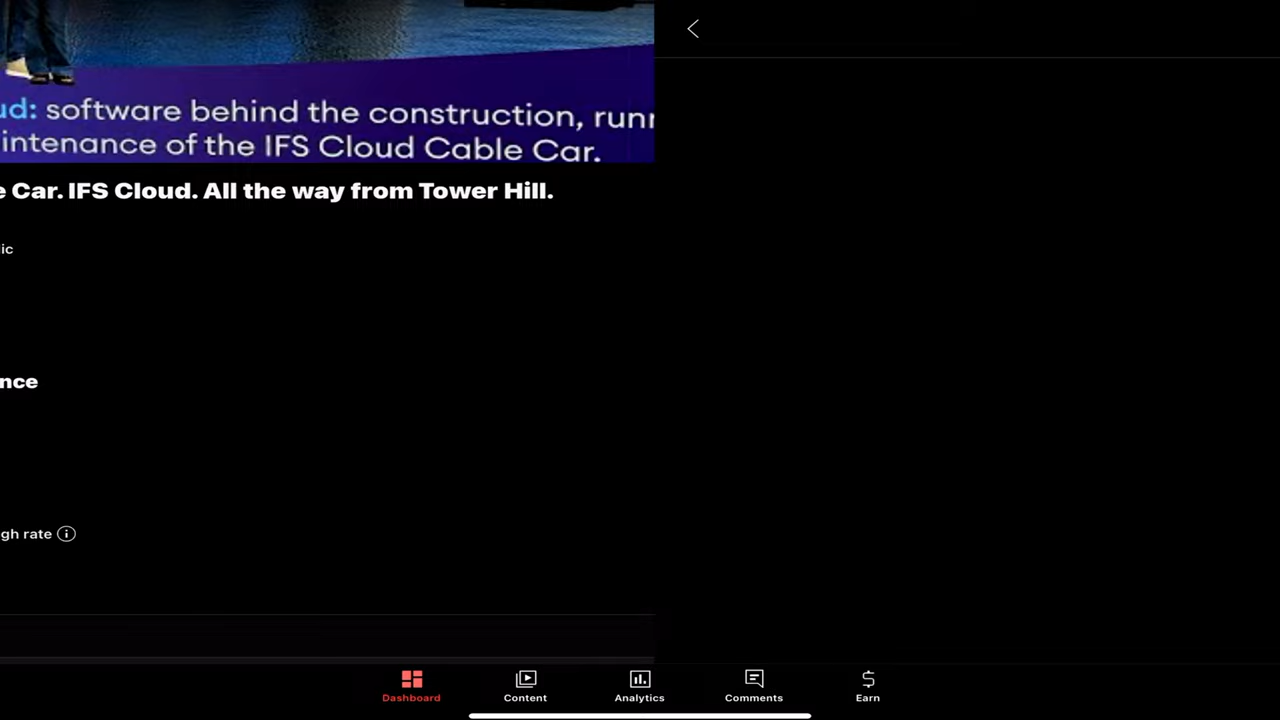 ud: software behind the construction, runn
intenance of the IFS Cloud Cable Car.
e Car. IFS Cloud. All the way from Tower Hill.
ic
nce
gh rate
Dashboard
Content
Analytics
Comments
Earn